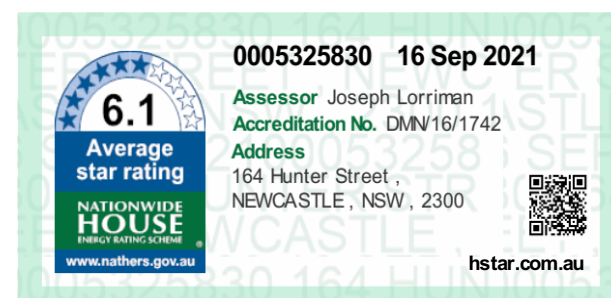 6.1
Average
star rating
NATIONWIDE
HOUSE
ENERGY RATING SCHEME ®
www.nathers.gov.au
0005325830 16 Sep 2021
Assessor Joseph Lorriman
Accreditation No. DMN/16/1742
Address
164 Hunter Street ,
NEWCASTLE , NSW , 2300
hstar.com.au